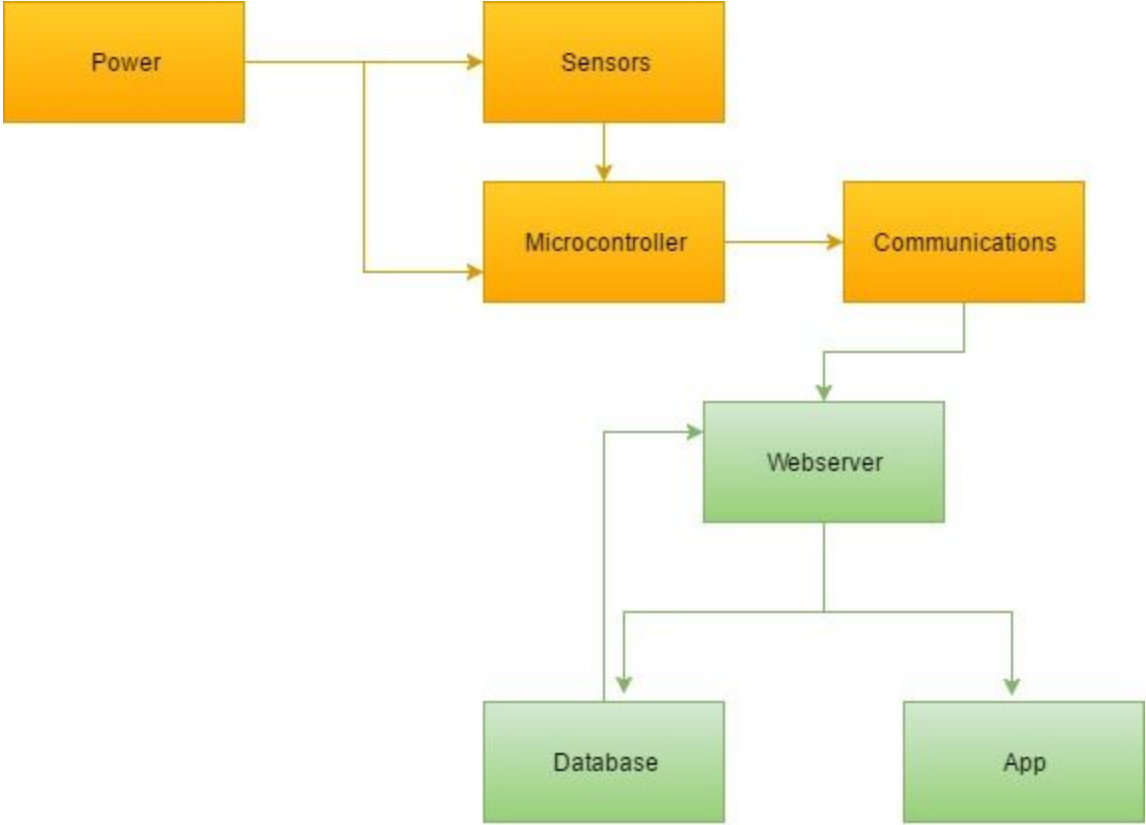 Power
Sensors
Microcontroller
Communications
Webserver
Database
App